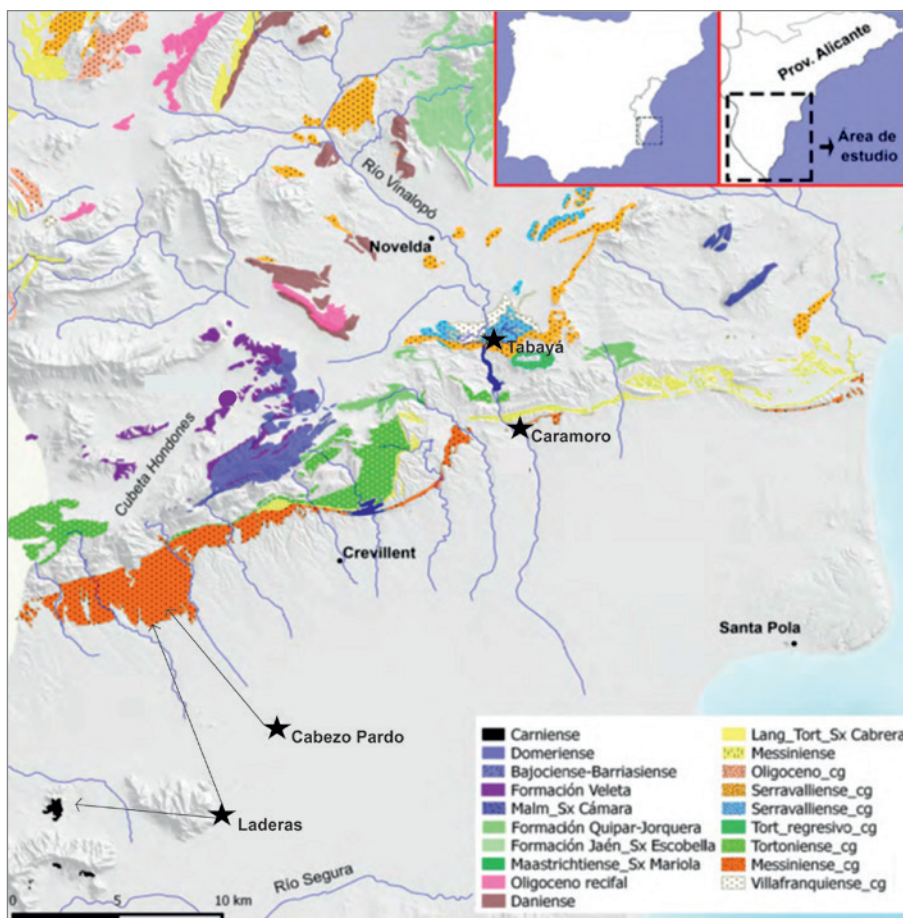 Prov. Alicante
Área de
estudio
Río Vinalopó
Novelda
Tabayá
Caramoro
Cubeta Hondones
Crevillent
Santa Pola
Cabezo Pardo
Laderas
Río Segura
0 5 10 km
Carniense
Domeriense
Bajociense-Barriasiense
Formación Veleta
Malm_Sx Cámara
Formación Quipar-Jorquera
Formación Jaén_Sx Escobella
Maastrichtiense_Sx Mariola
Oligoceno recifal
Daniense
Lang_Tort_Sx Cabrera
Messiniense
Oligoceno_cg
Serravalliense_cg
Serravalliense_cg
Tort_regresivo_cg
Tortoniense_cg
Messiniense_cg
Villafranquiense_cg